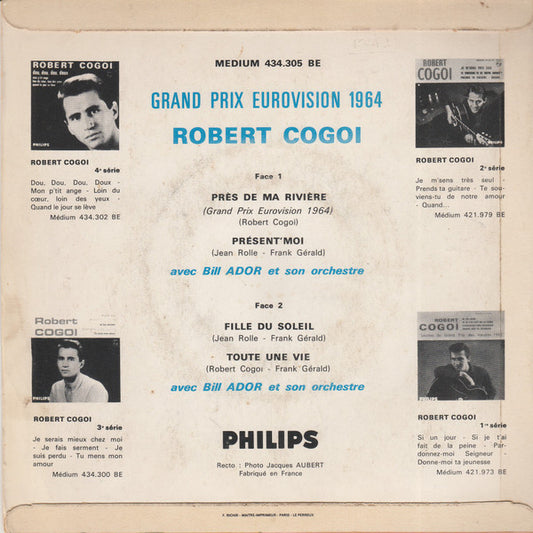 MEDIUM 434.305 BE
GRAND PRIX EUROVISION 1964
ROBERT COGOI
Face 1
PRÈS DE MA RIVIÈRE
(Grand Prix Eurovision 1964)
(Robert Cogoi)
PRÉSENT'MOI
(Jean Rolle - Frank Gérald)
avec Bill ADOR et son orchestre
Face 2
FILLE DU SOLEIL
(Jean Rolle - Frank Gérald)
TOUTE UNE VIE
(Robert Cogoi - Frank Gérald)
avec Bill ADOR et son orchestre
PHILIPS
Recto : Photo Jacques AUBERT
Fabriqué en France
ROBERT COGOI
dou, dou, dou, doux
PHILIPS
ROBERT COGOI
4e série
Dou, Dou, Dou, Doux -
Mon p'tit ange - Loin du
cœur, loin des yeux -
Quand le jour se lève
Médium 434.302 BE
ROBERT
COGOI
PHILIPS
ROBERT COGOI
2e série
Je m'sens très seul -
Prends ta guitare - Te sou-
viens-tu de notre amour
- Quand...
Médium 421.979 BE
Robert
COGOI
PHILIPS
ROBERT COGOI
3e série
Je serais mieux chez moi
- Je fais serment - Je
suis perdu - Tu mens mon
amour
Médium 434.300 BE
ROBERT
COGOI
PHILIPS
ROBERT COGOI
1re série
Si un jour - Si je t'ai
fait de la peine - Par-
donnez-moi Seigneur -
Donne-moi ta jeunesse
Médium 421.973 BE